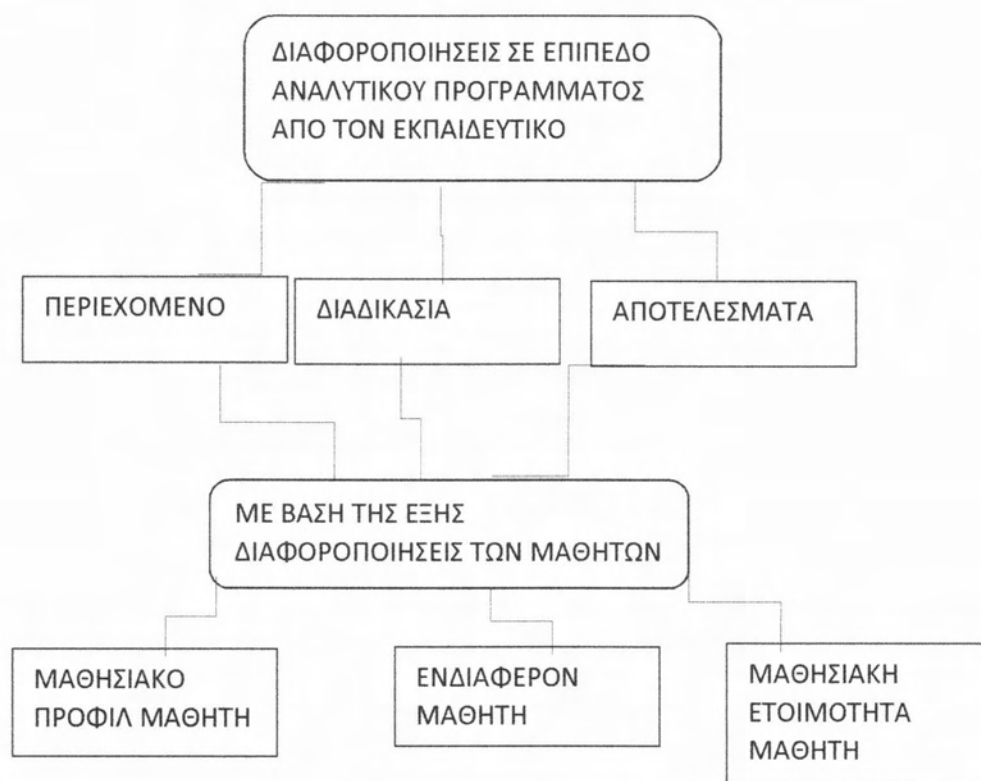 ΔΙΑΦΟΡΟΠΟΙΗΣΕΙΣ ΣΕ ΕΠΙΠΕΔΟ
ΑΝΑΛΥΤΙΚΟΥ ΠΡΟΓΡΑΜΜΑΤΟΣ
ΑΠΟ ΤΟΝ ΕΚΠΑΙΔΕΥΤΙΚΟ
ΠΕΡΙΕΧΟΜΕΝΟ
ΔΙΑΔΙΚΑΣΙΑ
ΑΠΟΤΕΛΕΣΜΑΤΑ
ΜΕ ΒΑΣΗ ΤΗΣ ΕΞΗΣ
ΔΙΑΦΟΡΟΠΟΙΗΣΕΙΣ ΤΩΝ ΜΑΘΗΤΩΝ
ΜΑΘΗΣΙΑΚΟ
ΠΡΟΦΙΛ ΜΑΘΗΤΗ
ΕΝΔΙΑΦΕΡΟΝ
ΜΑΘΗΤΗ
ΜΑΘΗΣΙΑΚΗ
ΕΤΟΙΜΟΤΗΤΑ
ΜΑΘΗΤΗ